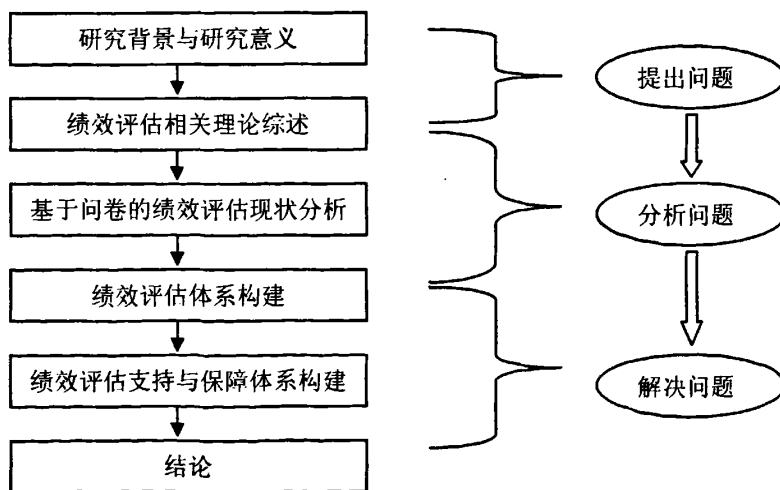 研究背景与研究意义
绩效评估相关理论综述
基于问卷的绩效评估现状分析
绩效评估体系构建
绩效评估支持与保障体系构建
结论
提出问题
分析问题
解决问题